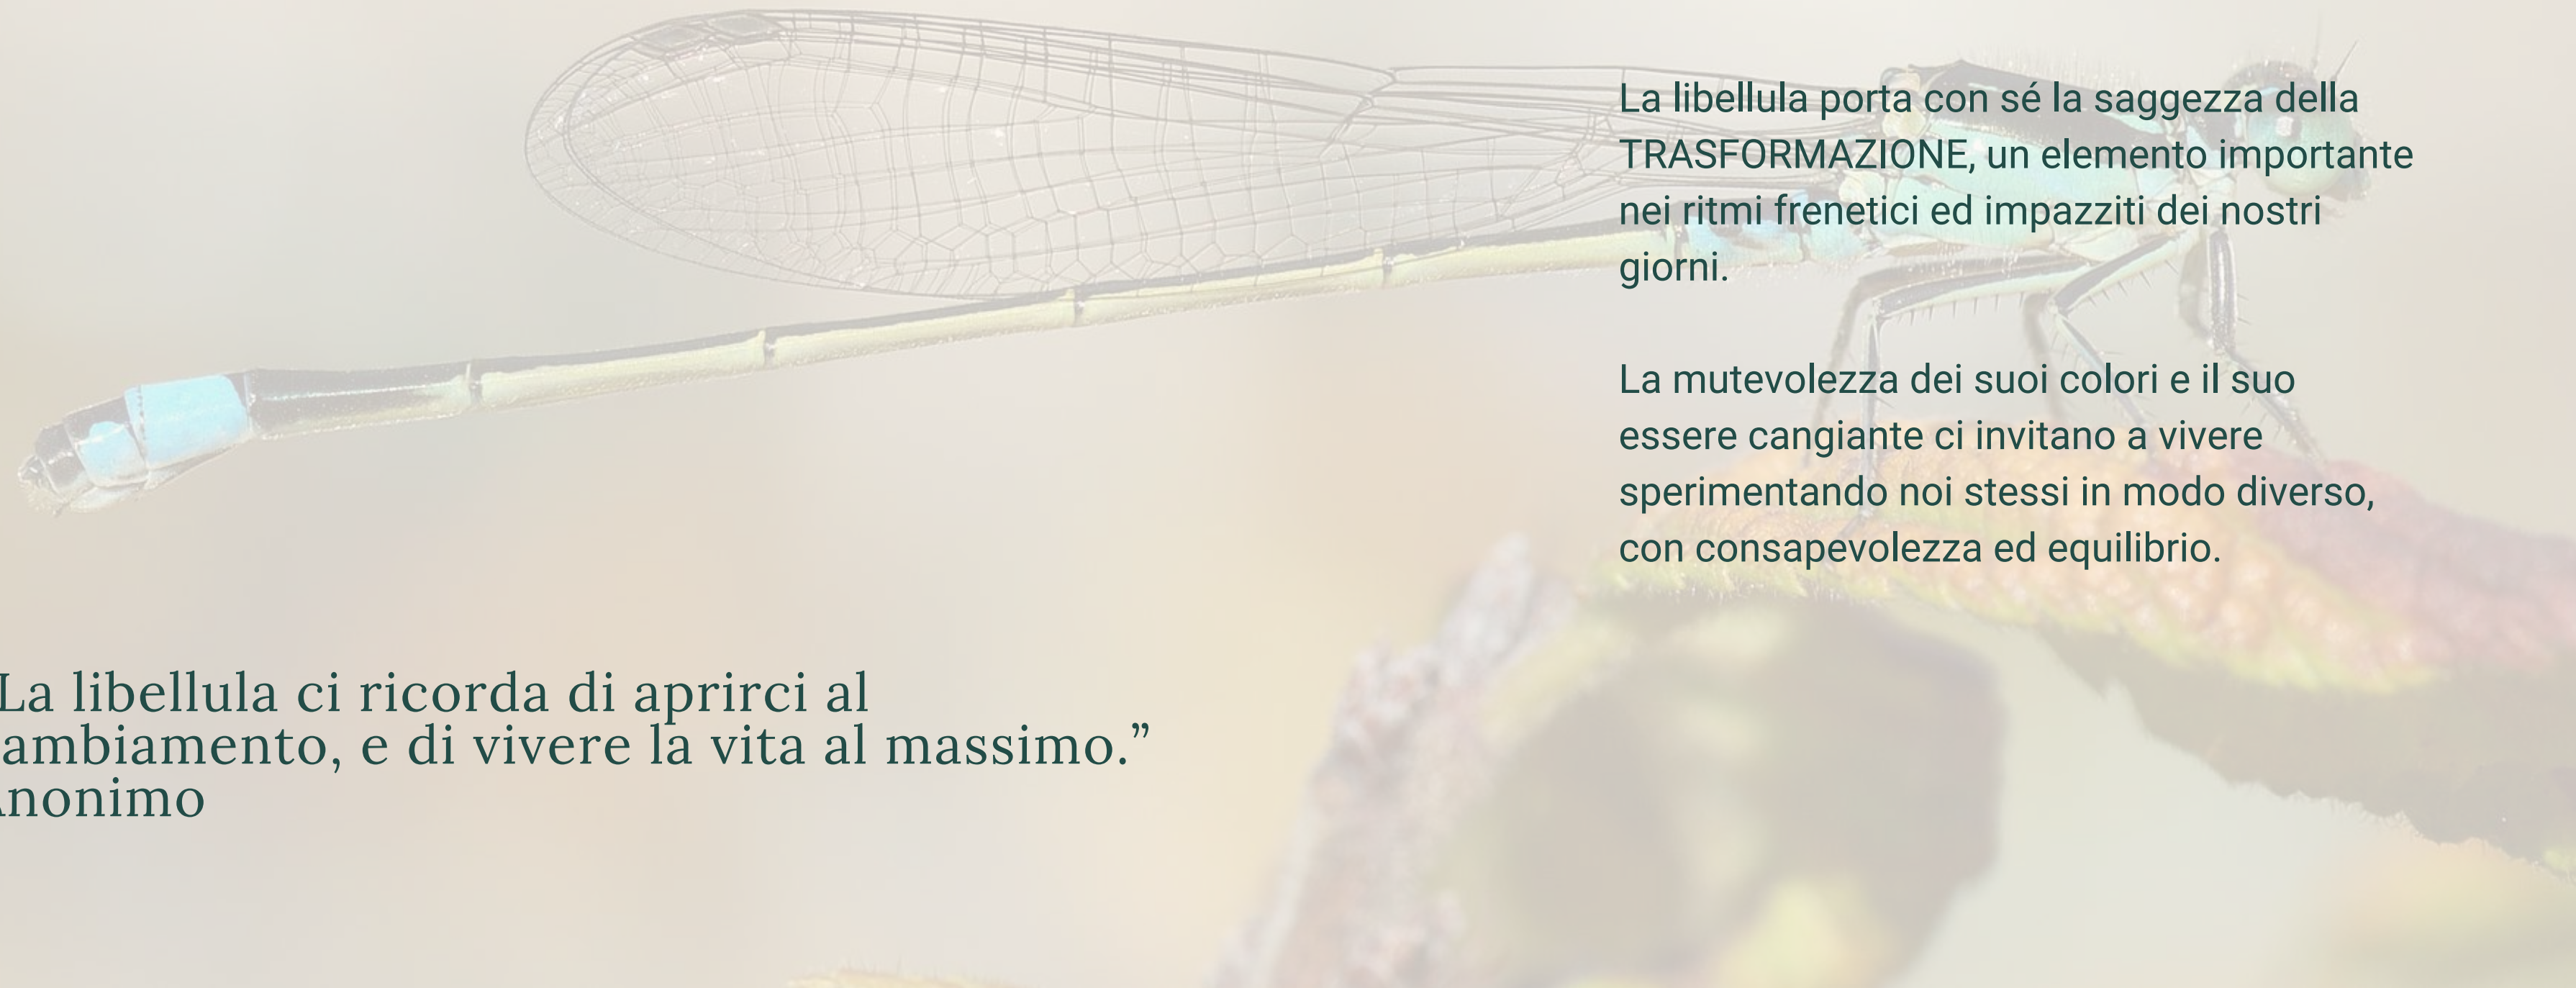 La libellula porta con sé la saggezza della
TRASFORMAZIONE, un elemento importante
nei ritmi frenetici ed impazziti dei nostri
giorni.
La mutevolezza dei suoi colori e il suo
essere cangiante ci invitano a vivere
sperimentando noi stessi in modo diverso,
con consapevolezza ed equilibrio.
La libellula ci ricorda di aprirci al
ambiamento, e di vivere la vita al massimo.”
Anonimo